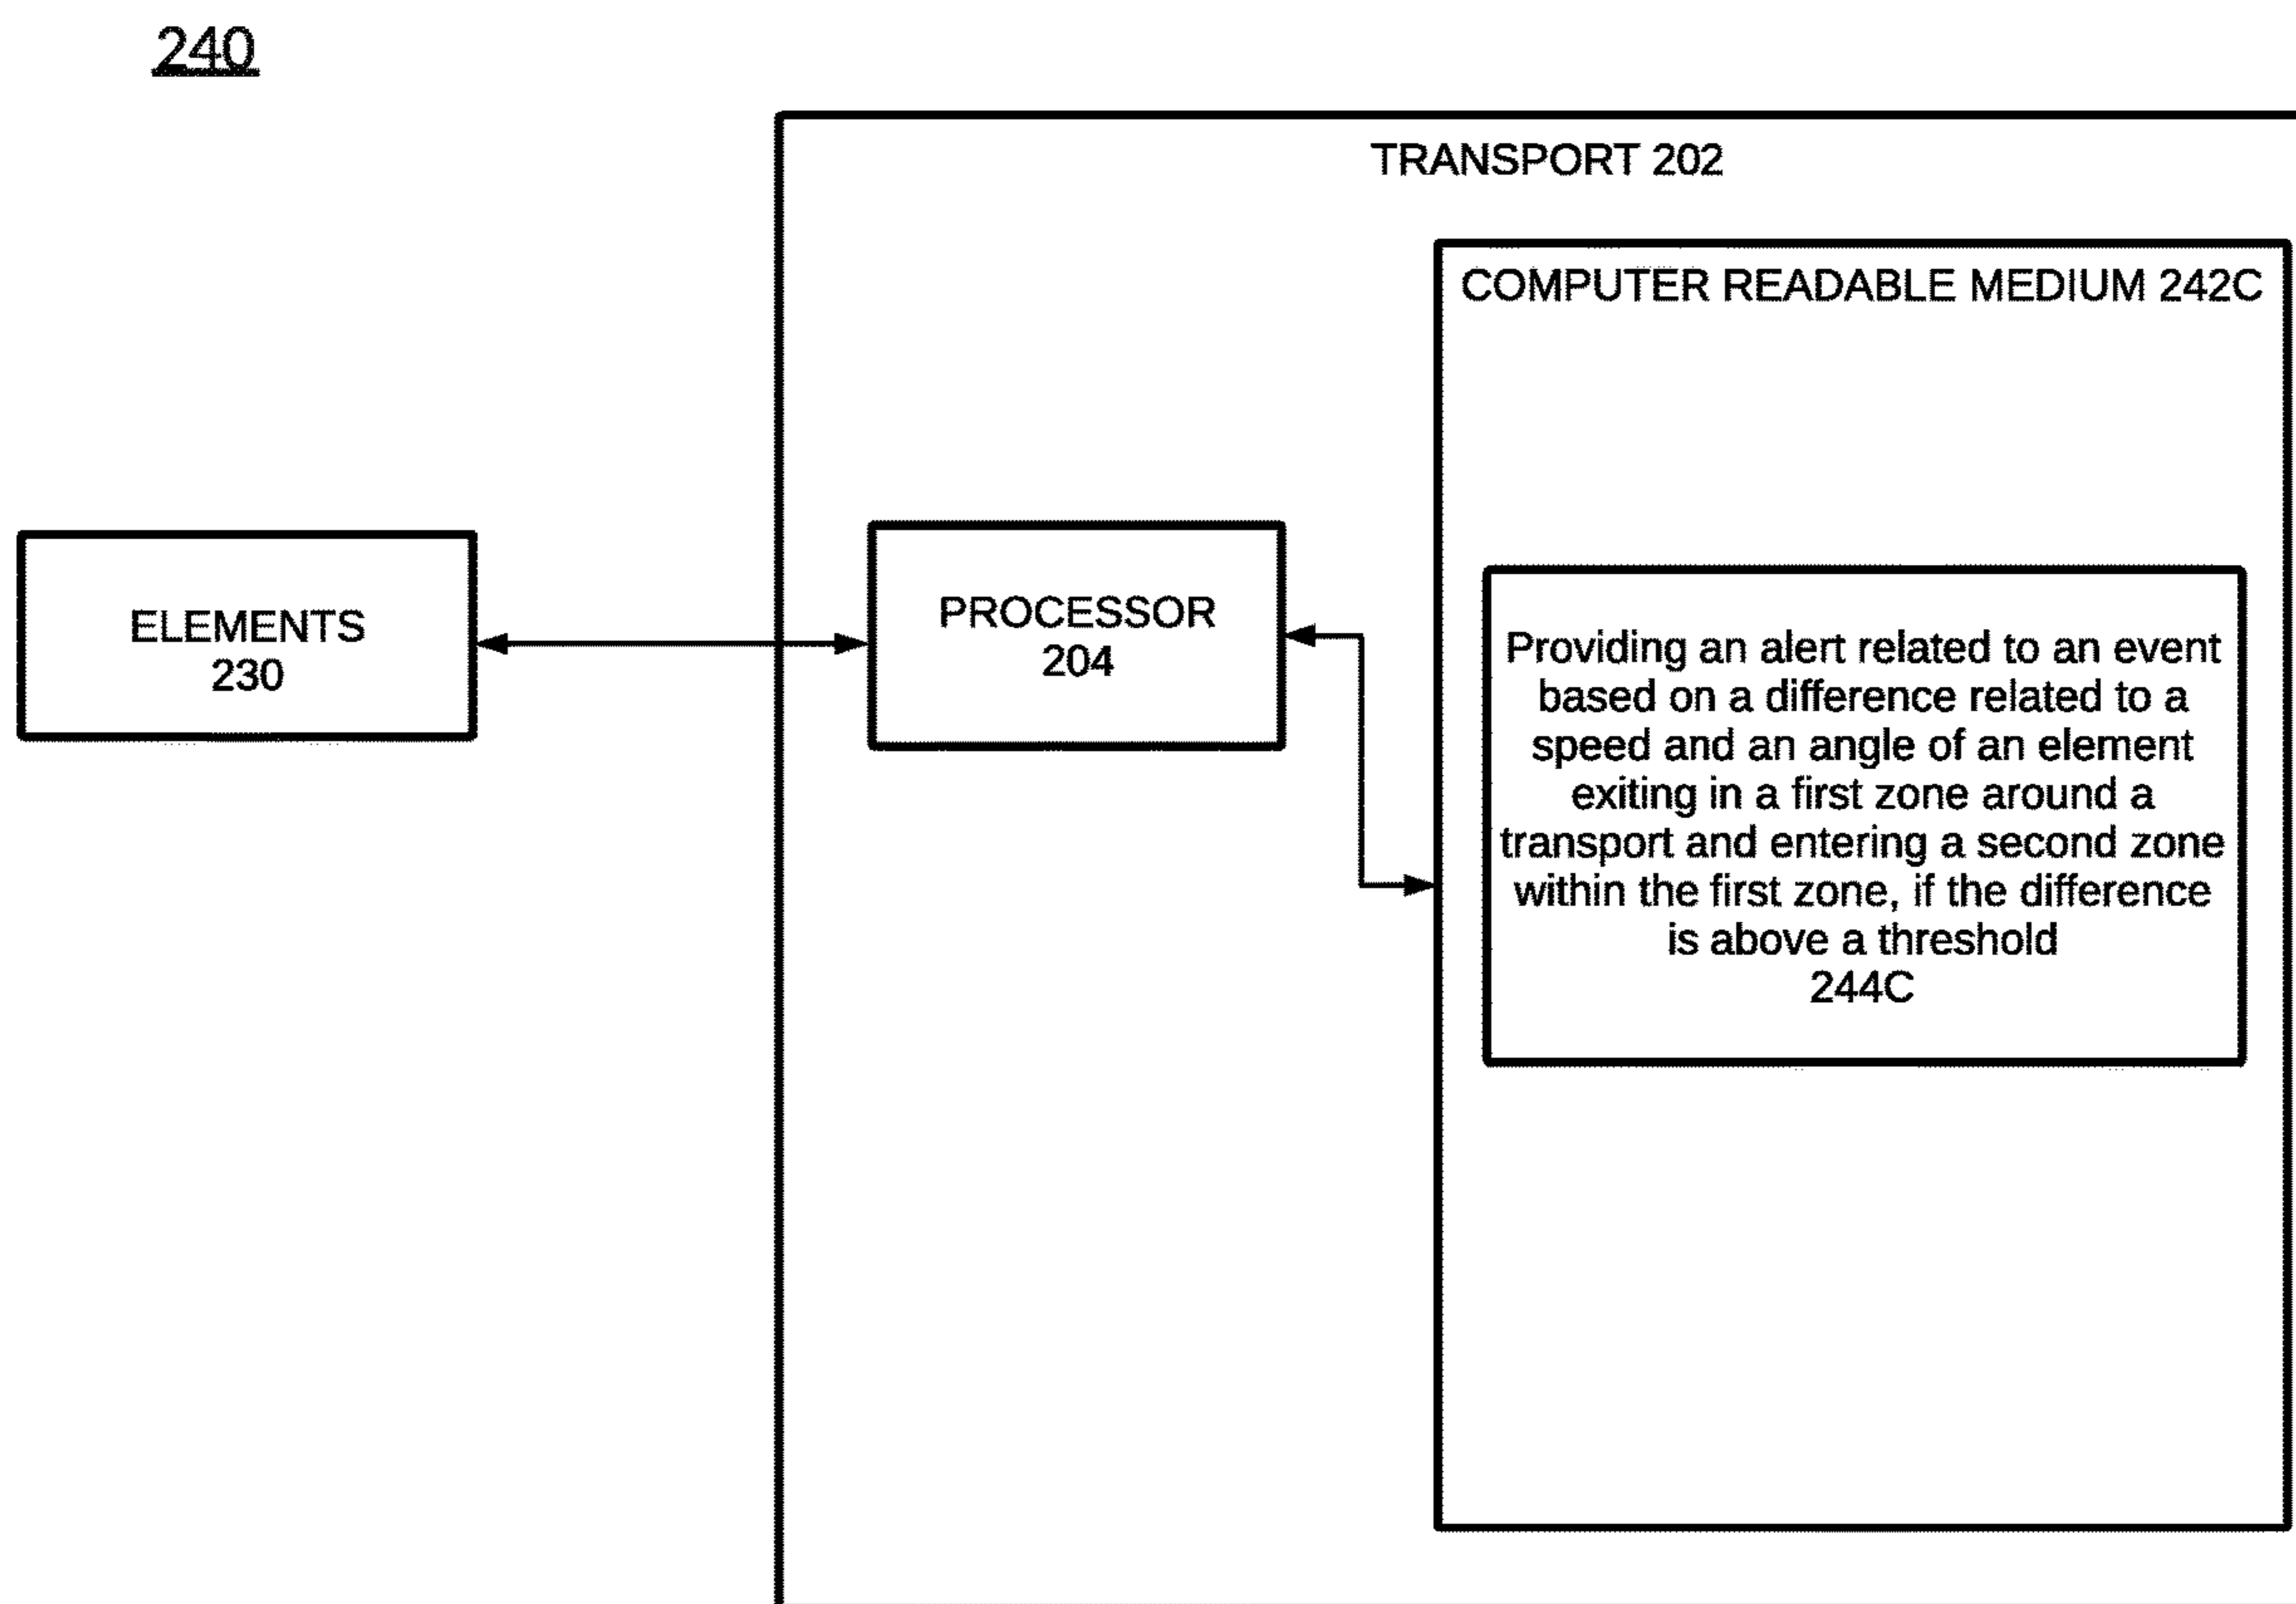 240
TRANSPORT 202
COMPUTER READABLE MEDIUM 242C
ELEMENTS
230
PROCESSOR
204
Providing an alert related to an event
based on a difference related to a
speed and an angle of an element
exiting in a first zone around a
transport and entering a second zone
within the first zone, if the difference
is above a threshold
244C